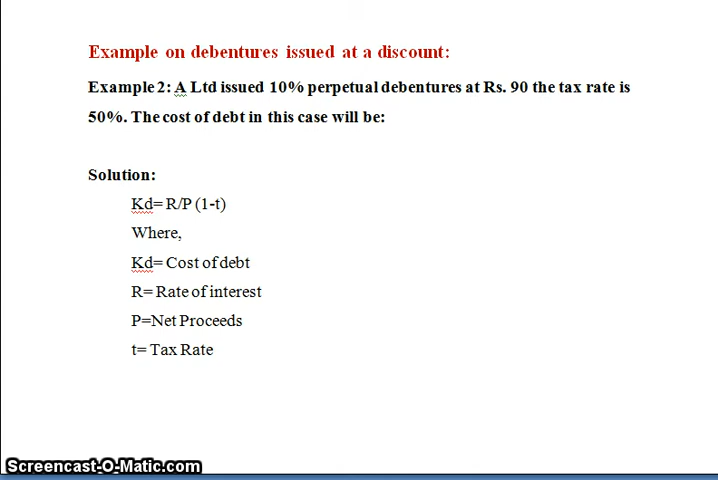 Example on debentures issued at a discount:
Example 2: A Ltd issued 10% perpetual debentures at Rs. 90 the tax rate is
50%. The cost of debt in this case will be:
Solution:
Kd= R/P (1-t)
Where,
Kd= Cost of debt
R= Rate of interest
P=Net Proceeds
t= Tax Rate
Screencast-O-Matic.com